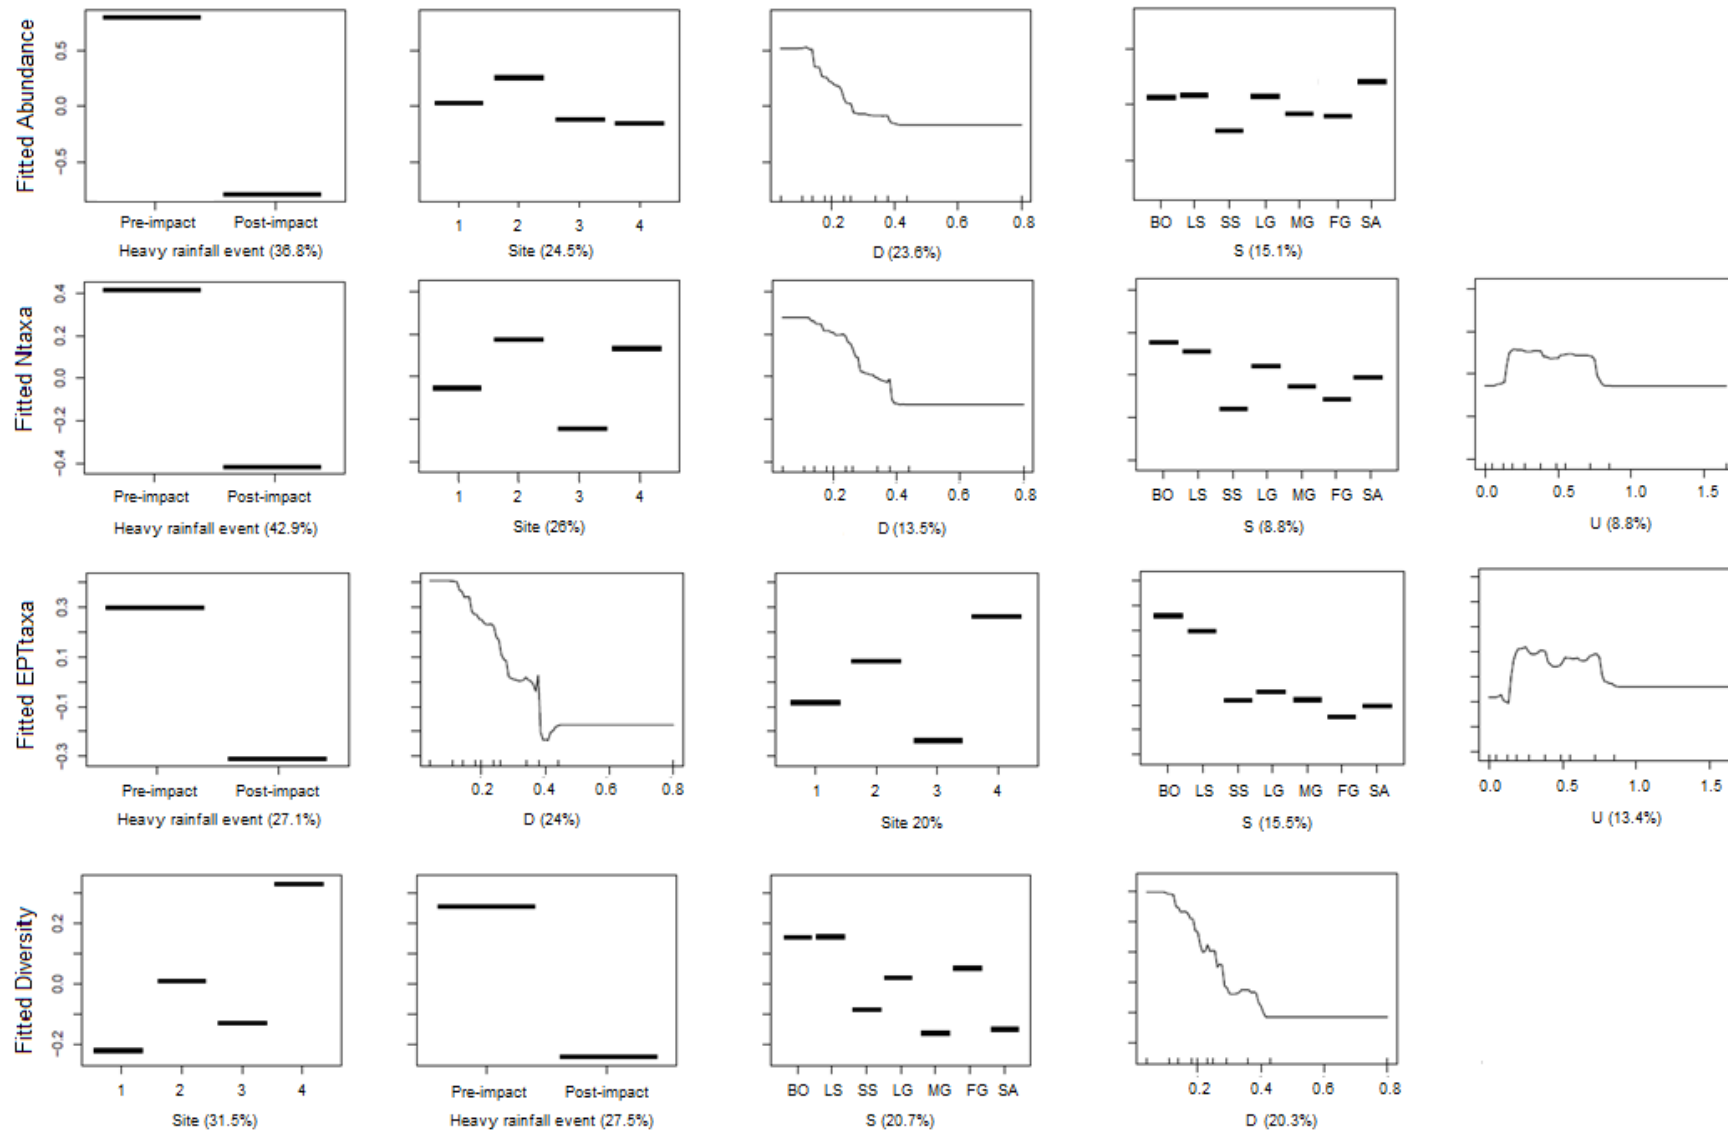 Fitted Abundance
0.5
0.0
-0.5
Pre-impact Post-impact
Heavy rainfall event (36.8%)
1 2 3 4
Site (24.5%)
0.2 0.4 0.6 0.8
D (23.6%)
BO LS SS LG MG FG SA
S (15.1%)
Fitted Ntaxa
0.4
0.2
0.0
-0.2
-0.4
Pre-impact Post-impact
Heavy rainfall event (42.9%)
1 2 3 4
Site (26%)
0.2 0.4 0.6 0.8
D (13.5%)
BO LS SS LG MG FG SA
S (8.8%)
0.0 0.5 1.0 1.5
U (8.8%)
Fitted EPTtaxa
0.3
0.1
-0.1
-0.3
Pre-impact Post-impact
Heavy rainfall event (27.1%)
0.2 0.4 0.6 0.8
D (24%)
1 2 3 4
Site 20%
BO LS SS LG MG FG SA
S (15.5%)
0.0 0.5 1.0 1.5
U (13.4%)
Fitted Diversity
0.2
0.0
-0.2
1 2 3 4
Site (31.5%)
Pre-impact Post-impact
Heavy rainfall event (27.5%)
BO LS SS LG MG FG SA
S (20.7%)
0.2 0.4 0.6 0.8
D (20.3%)